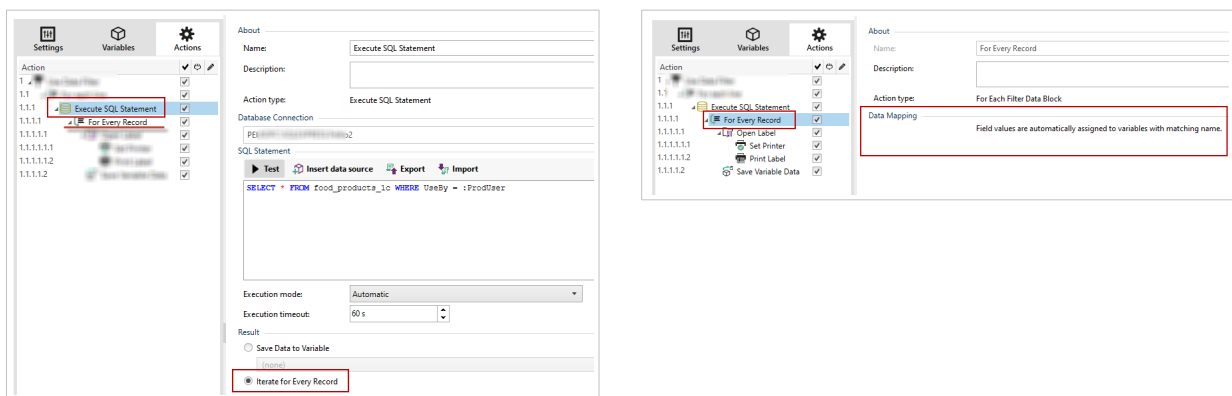 Settings Variables Actions
Action
1
1.1
1.1.1 Execute SQL Statement
1.1.1.1 For Every Record
1.1.1.1.1
1.1.1.1.1.1
1.1.1.1.1.2
1.1.1.1.2
About
Name: Execute SQL Statement
Description:
Action type: Execute SQL Statement
Database Connection
SQL Statement
Test Insert data source Export Import
SELECT * FROM food_products_1c WHERE UseBy = :ProdUser
Execution mode: Automatic
Execution timeout: 60 s
Result
Save Data to Variable
(none)
Iterate for Every Record
Settings Variables Actions
Action
1
1.1
1.1.1 Execute SQL Statement
1.1.1.1 For Every Record
1.1.1.1.1 Open Label
1.1.1.1.1.1 Set Printer
1.1.1.1.1.2 Print Label
1.1.1.1.2 Save Variable Data
About
Name: For Every Record
Description:
Action type: For Each Filter Data Block
Data Mapping
Field values are automatically assigned to variables with matching name.